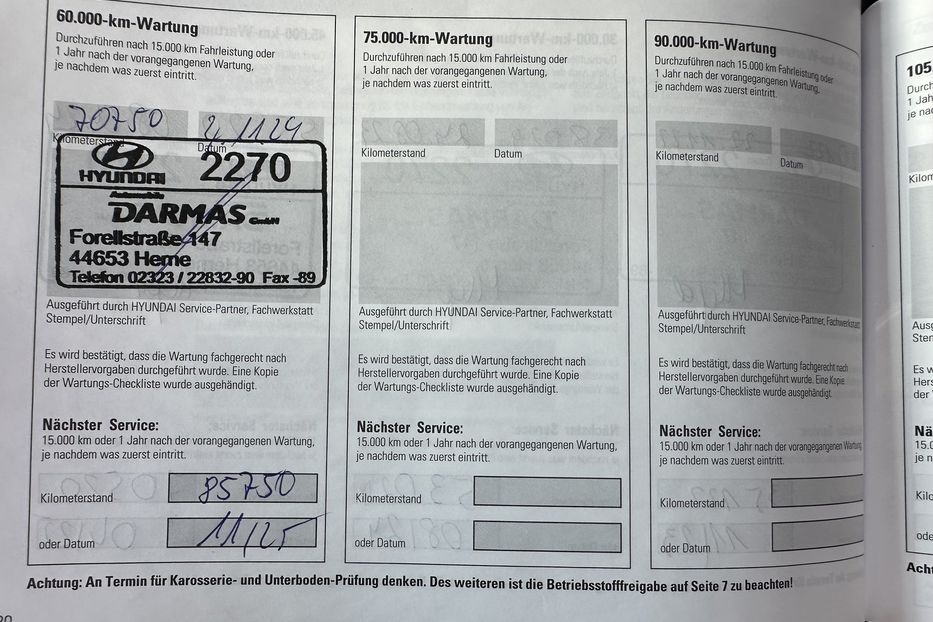 60.000-km-Wartung
Durchzuführen nach 15.000 km Fahrleistung oder
1 Jahr nach der vorangegangenen Wartung,
je nachdem was zuerst eintritt.
70750
Kilometerstand
Datum
HYUNDAI
2270
Automobile
DARMAS GmbH
Forellstraße 147
44653 Herne
Telefon 02323 / 22832-90 Fax -89
Ausgeführt durch HYUNDAI Service-Partner, Fachwerkstatt
Stempel/Unterschrift
Es wird bestätigt, dass die Wartung fachgerecht nach
Herstellervorgaben durchgeführt wurde. Eine Kopie
der Wartungs-Checkliste wurde ausgehändigt.
Nächster Service:
15.000 km oder 1 Jahr nach der vorangegangenen Wartung,
je nachdem was zuerst eintritt.
Kilometerstand 85750
oder Datum 11/25
75.000-km-Wartung
Durchzuführen nach 15.000 km Fahrleistung oder
1 Jahr nach der vorangegangenen Wartung,
je nachdem was zuerst eintritt.
Kilometerstand Datum
Ausgeführt durch HYUNDAI Service-Partner, Fachwerkstatt
Stempel/Unterschrift
Es wird bestätigt, dass die Wartung fachgerecht nach
Herstellervorgaben durchgeführt wurde. Eine Kopie
der Wartungs-Checkliste wurde ausgehändigt.
Nächster Service:
15.000 km oder 1 Jahr nach der vorangegangenen Wartung,
je nachdem was zuerst eintritt.
Kilometerstand
oder Datum
90.000-km-Wartung
Durchzuführen nach 15.000 km Fahrleistung oder
1 Jahr nach der vorangegangenen Wartung,
je nachdem was zuerst eintritt.
Kilometerstand Datum
Ausgeführt durch HYUNDAI Service-Partner, Fachwerkstatt
Stempel/Unterschrift
Es wird bestätigt, dass die Wartung fachgerecht nach
Herstellervorgaben durchgeführt wurde. Eine Kopie
der Wartungs-Checkliste wurde ausgehändigt.
Nächster Service:
15.000 km oder 1 Jahr nach der vorangegangenen Wartung,
je nachdem was zuerst eintritt.
Kilometerstand
oder Datum
Achtung: An Termin für Karosserie- und Unterboden-Prüfung denken. Des weiteren ist die Betriebsstofffreigabe auf Seite 7 zu beachten!
105
1 Jah